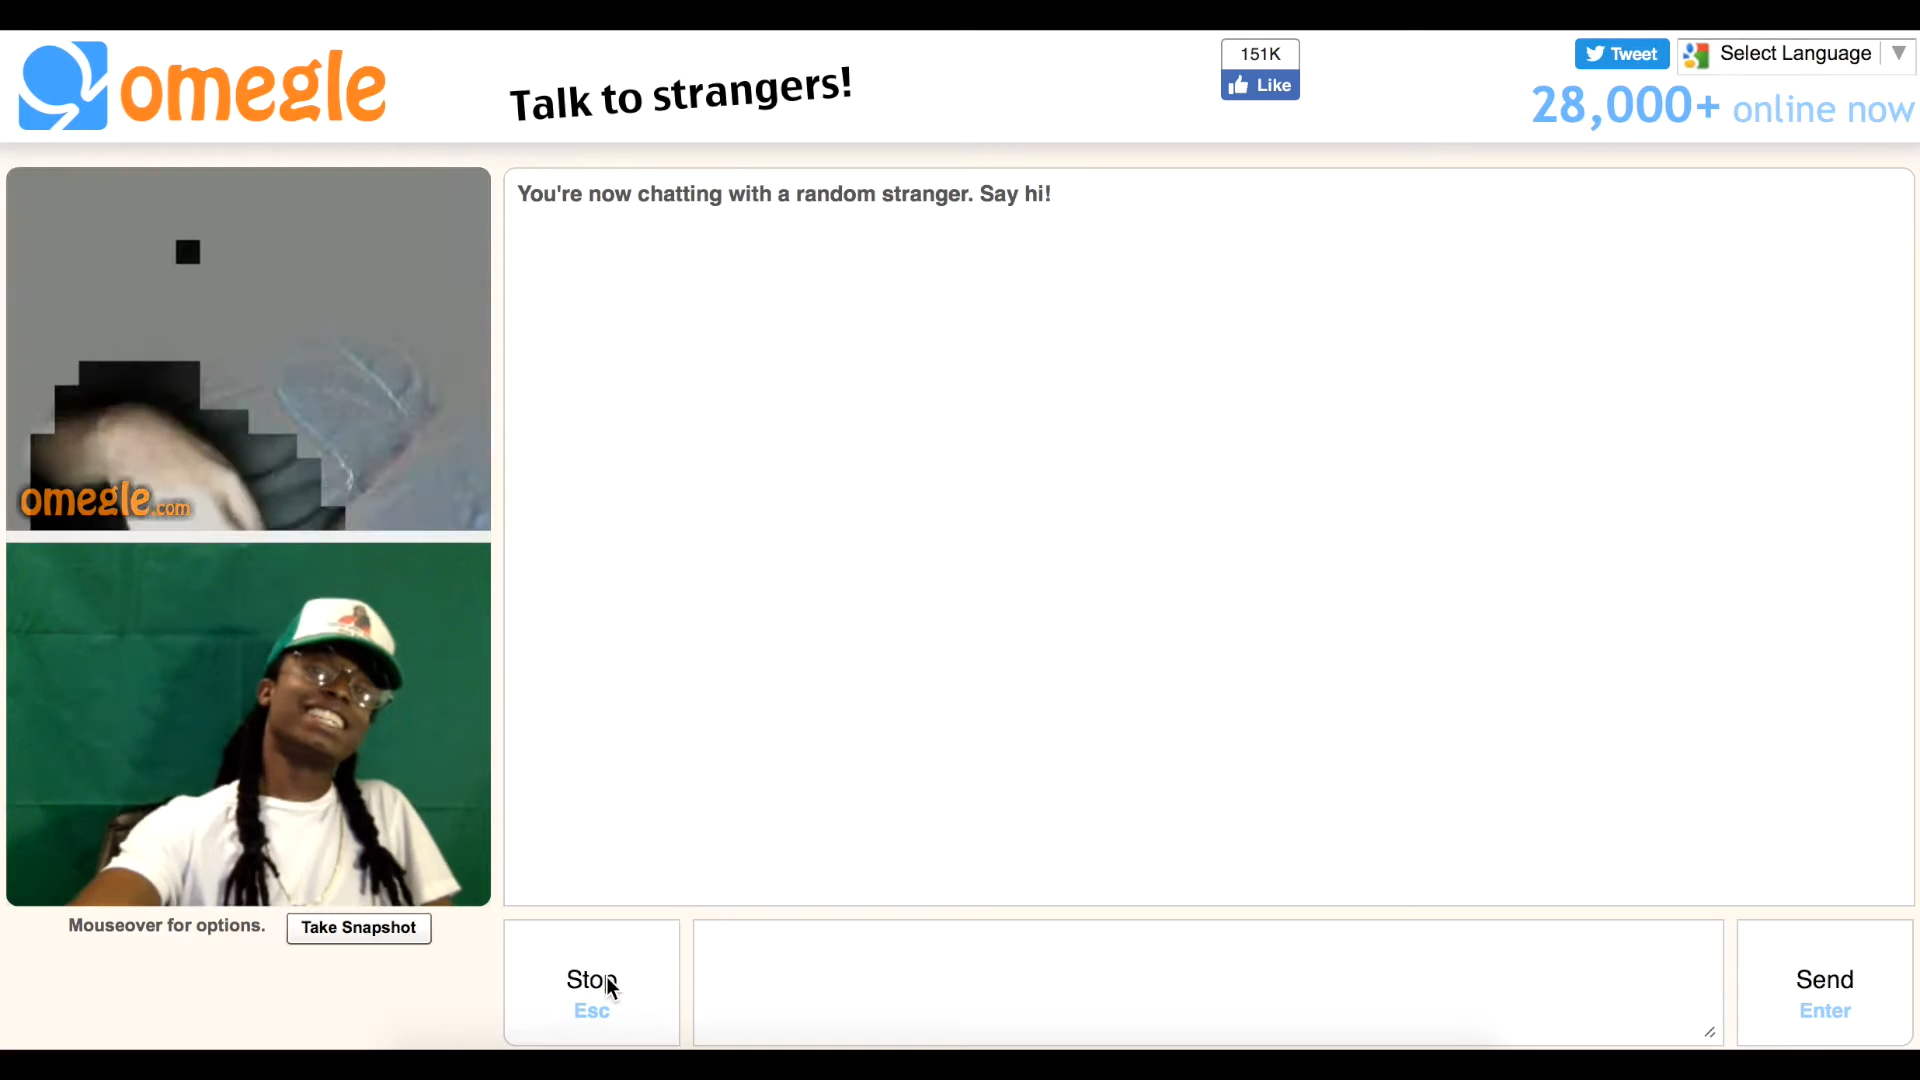 omegle
Talk to strangers!
151K
Like
Tweet
Select Language
28,000+ online now
You're now chatting with a random stranger. Say hi!
omegle.com
Mouseover for options.
Take Snapshot
Stop
Esc
Send
Enter